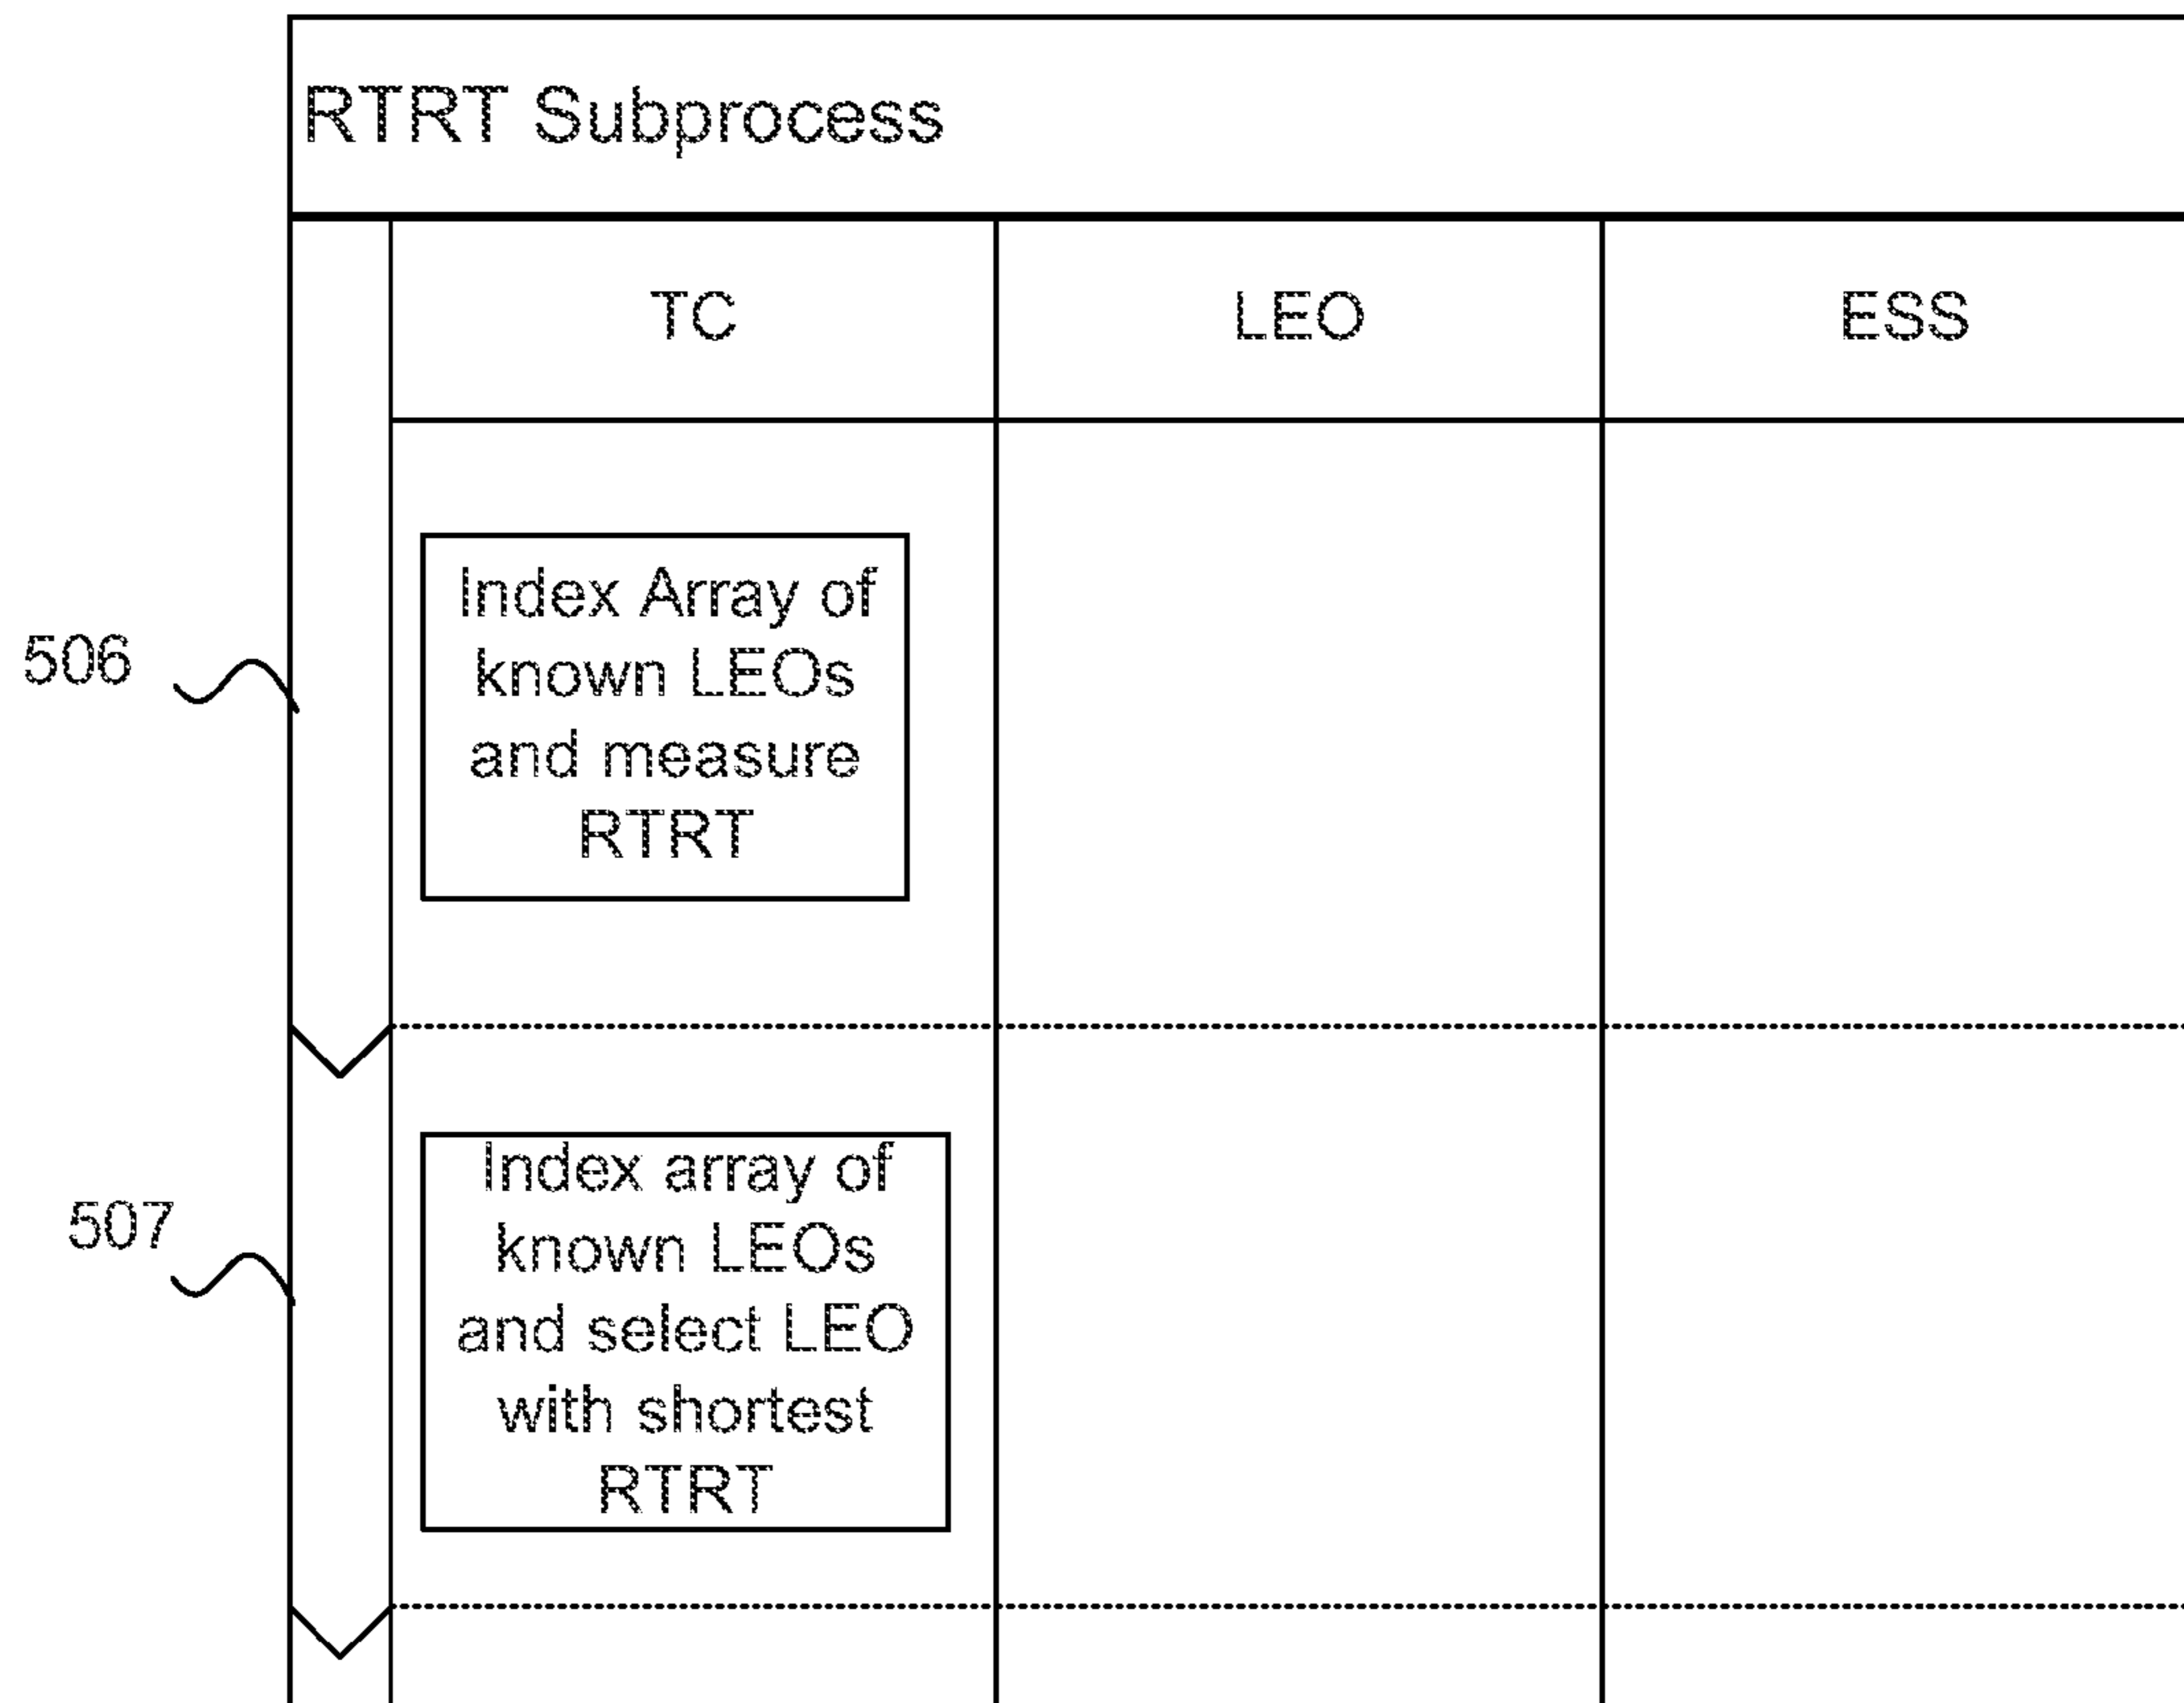 RTRT Subprocess
TC
LEO
ESS
506
Index Array of
known LEOs
and measure
RTRT
507
Index array of
known LEOs
and select LEO
with shortest
RTRT